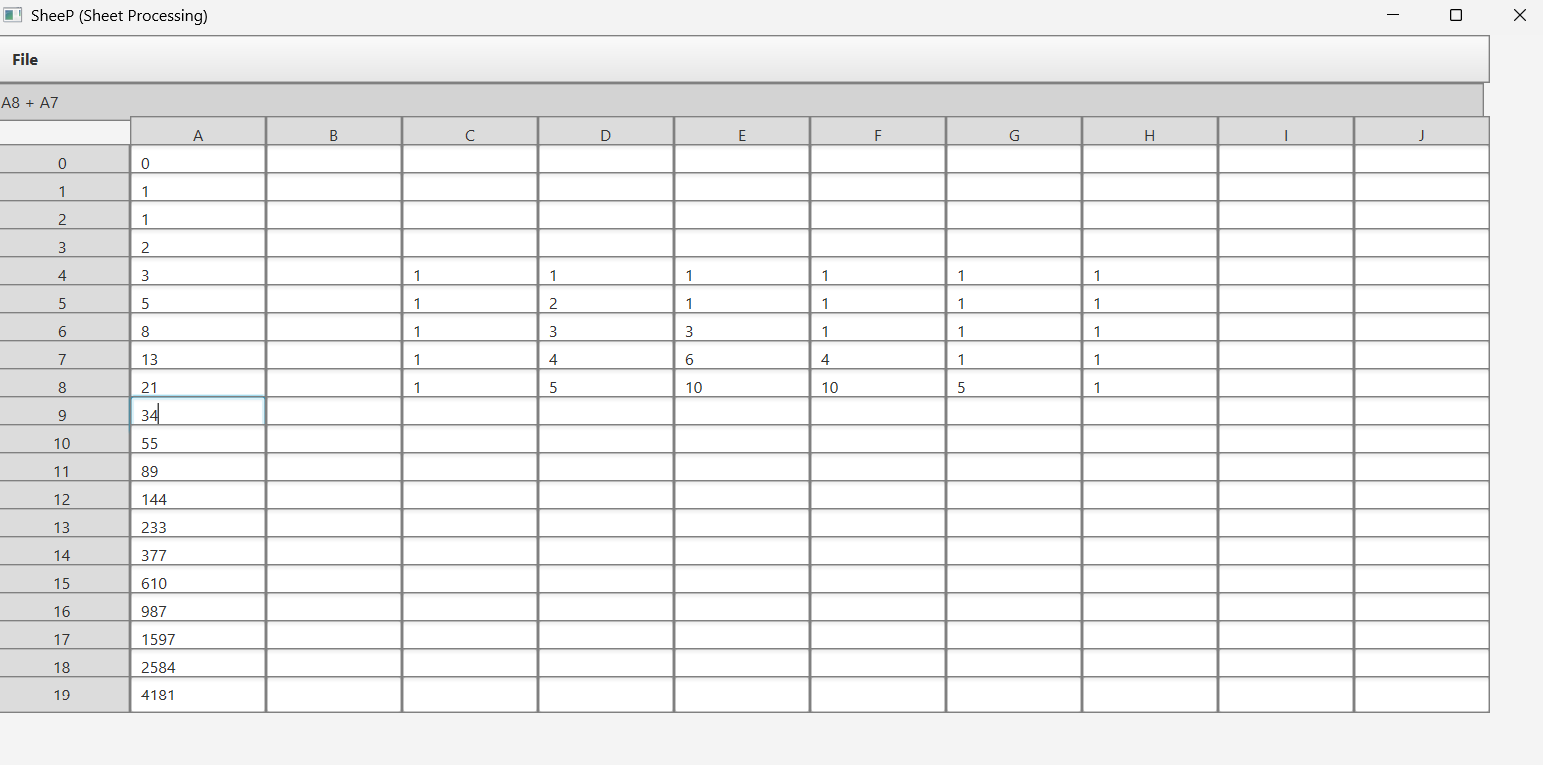 SheeP (Sheet Processing)
File
A8 + A7
A B C D E F G H I J
0 0
1 1
2 1
3 2
4 3 1 1 1 1 1 1
5 5 1 2 1 1 1 1
6 8 1 3 3 1 1 1
7 13 1 4 6 4 1 1
8 21 1 5 10 10 5 1
9 34
10 55
11 89
12 144
13 233
14 377
15 610
16 987
17 1597
18 2584
19 4181